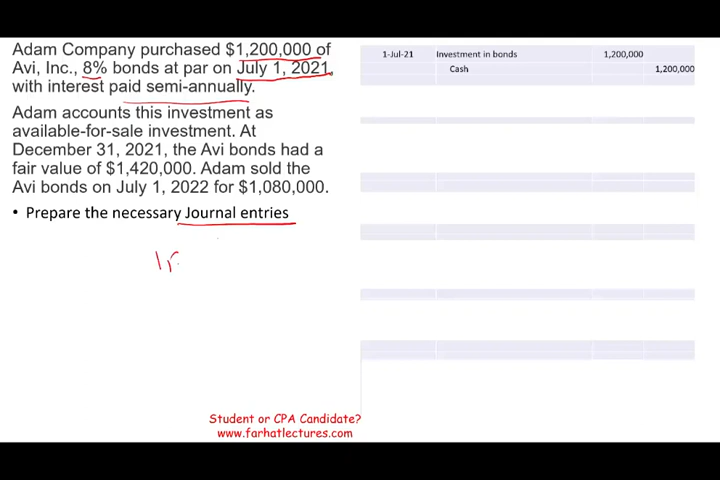 Adam Company purchased $1,200,000 of
Avi, Inc., 8% bonds at par on July 1, 2021,
with interest paid semi-annually.
Adam accounts this investment as
available-for-sale investment. At
December 31, 2021, the Avi bonds had a
fair value of $1,420,000. Adam sold the
Avi bonds on July 1, 2022 for $1,080,000.
• Prepare the necessary Journal entries
1-Jul-21 Investment in bonds 1,200,000
Cash 1,200,000
Student or CPA Candidate?
www.farhatlectures.com